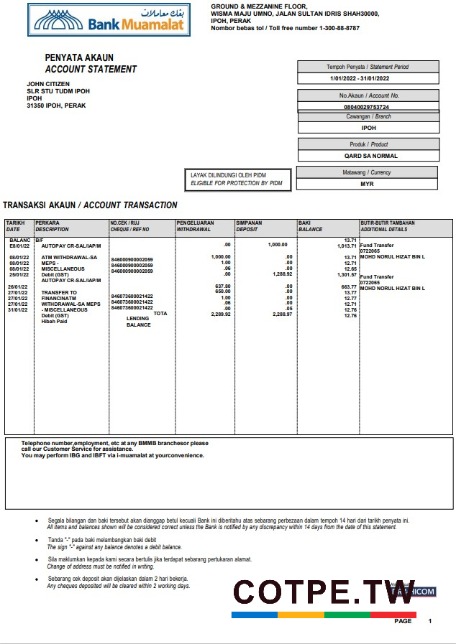 بنك معاملات
Bank Muamalat
GROUND & MEZZANINE FLOOR,
WISMA MAJU UMNO, JALAN SULTAN IDRIS SHAH30000,
IPOH, PERAK
Nombor bebas tol / Toll free number 1-300-88-8787
PENYATA AKAUN
ACCOUNT STATEMENT
JOHN CITIZEN
SLR STU TUDM IPOH
IPOH
31350 IPOH, PERAK
Tempoh Penyata / Statement Period
1/01/2022 - 31/01/2022
No.Akaun / Account No.
08040029753724
Cawangan / Branch
IPOH
Produk / Product
QARD SA NORMAL
Matawang / Currency
MYR
LAYAK DILINDUNGI OLEH PIDM
ELIGIBLE FOR PROTECTION BY PIDM
TRANSAKSI AKAUN / ACCOUNT TRANSACTION
TARIKH PERKARA NO.CEK / RUJ PENGELUARAN SIMPANAN BAKI BUTIR-BUTIR TAMBAHAN
DATE DESCRIPTION CHEQUE / REF NO WITHDRAWAL DEPOSIT BALANCE ADDITIONAL DETAILS
BALANC B/F 13.71
E8/01/22 AUTOPAY CR-SAL/AP/M .00 1,000.00 1,013.71 Fund Transfer
0722065
08/01/22 ATM WITHDRAWAL-SA 1,000.00 .00 13.71 MOHD NORUL HIZAT BIN L
08/01/22 MEPS - 846009000032059 1.00 .00 12.71
08/01/22 MISCELLANEOUS 846009000032059 .06 .00 12.65
25/01/22 Debit (GST) .00 1,288.92 1,301.57
AUTOPAY CR-SAL/AP/M Fund Transfer
0722065
26/01/22 637.80 .00 663.77 MOHD NORUL HIZAT BIN L
27/01/22 TRANSFER TO 846073600021422 650.00 .00 13.77
27/01/22 FINANCINATM 846073600021422 1.00 .00 12.77
27/01/22 WITHDRAWAL-SA MEPS 846073600021422 .06 .00 12.71
31/01/22 - MISCELLANEOUS .00 .05 12.76
Debit (GST) TOTA 2,289.92 2,288.97 12.76
Hibah Paid LENDING
BALANCE
Telephone number,employment, etc at any BMMB branchesor please
call our Customer Service for assistance.
You may perform IBG and IBFT via i-muamalat at yourconvenience.
• Segala bilangan dan baki tersebut akan dianggap betul kecuali Bank ini diberitahu atas sebarang perbezaan dalam tempoh 14 hari dari tarikh penyata ini.
All items and balances shown will be considered correct unless the Bank is notified by any discrepancy within 14 days from the date of this statement.
• Tanda "-" pada baki melambangkan baki debit
The sign "-" against any balance denotes a debit balance.
• Sila maklumkan kepada kami secara bertulis jika terdapat sebarang pertukaran alamat.
Change of address must be notified in writing.
• Sebarang cek deposit akan dijelaskan dalam 2 hari bekerja.
Any cheques deposited will be cleared within 2 working days.
COTPE.TW
HICOM
PAGE 1